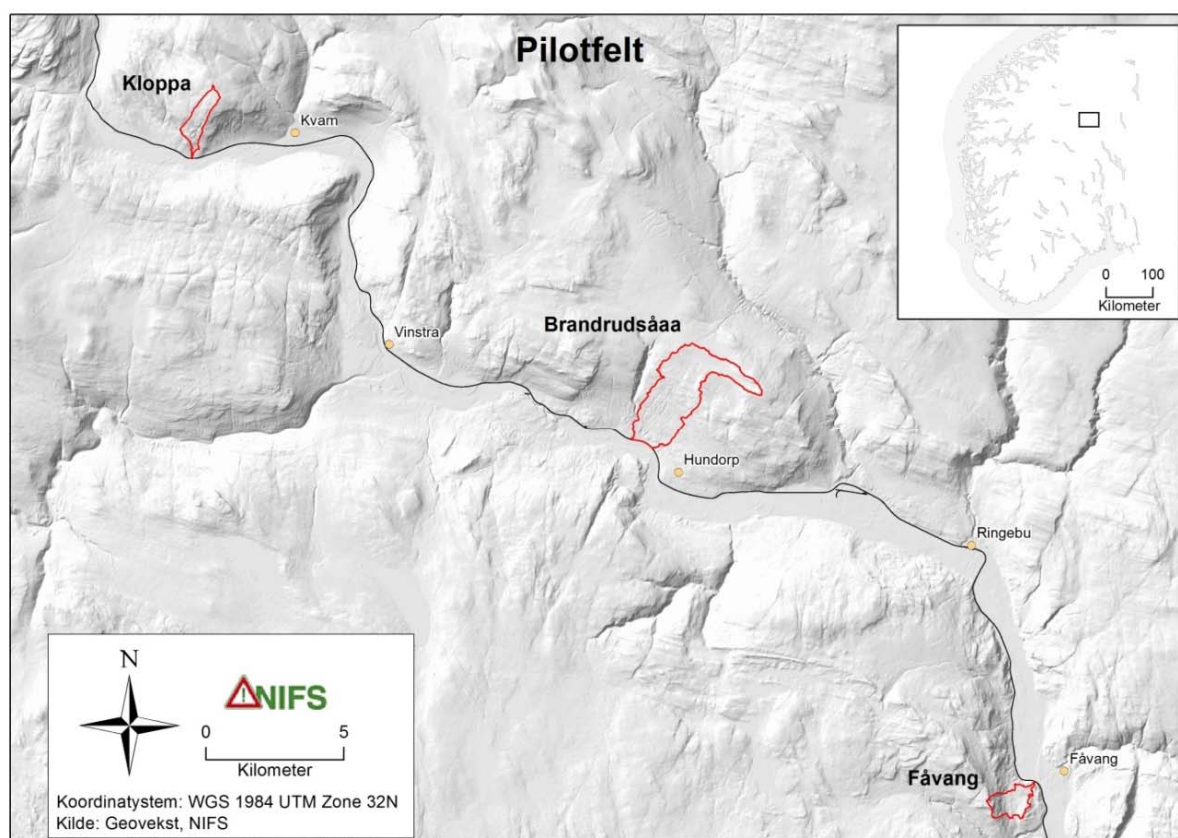 Pilotfelt
Kloppa
Kvam
0 100
Kilometer
Brandrudsåaa
Vinstra
Hundorp
Ringebu
N
NIFS
0 5
Kilometer
Koordinatystem: WGS 1984 UTM Zone 32N
Kilde: Geovekst, NIFS
Fåvang
Fåvang